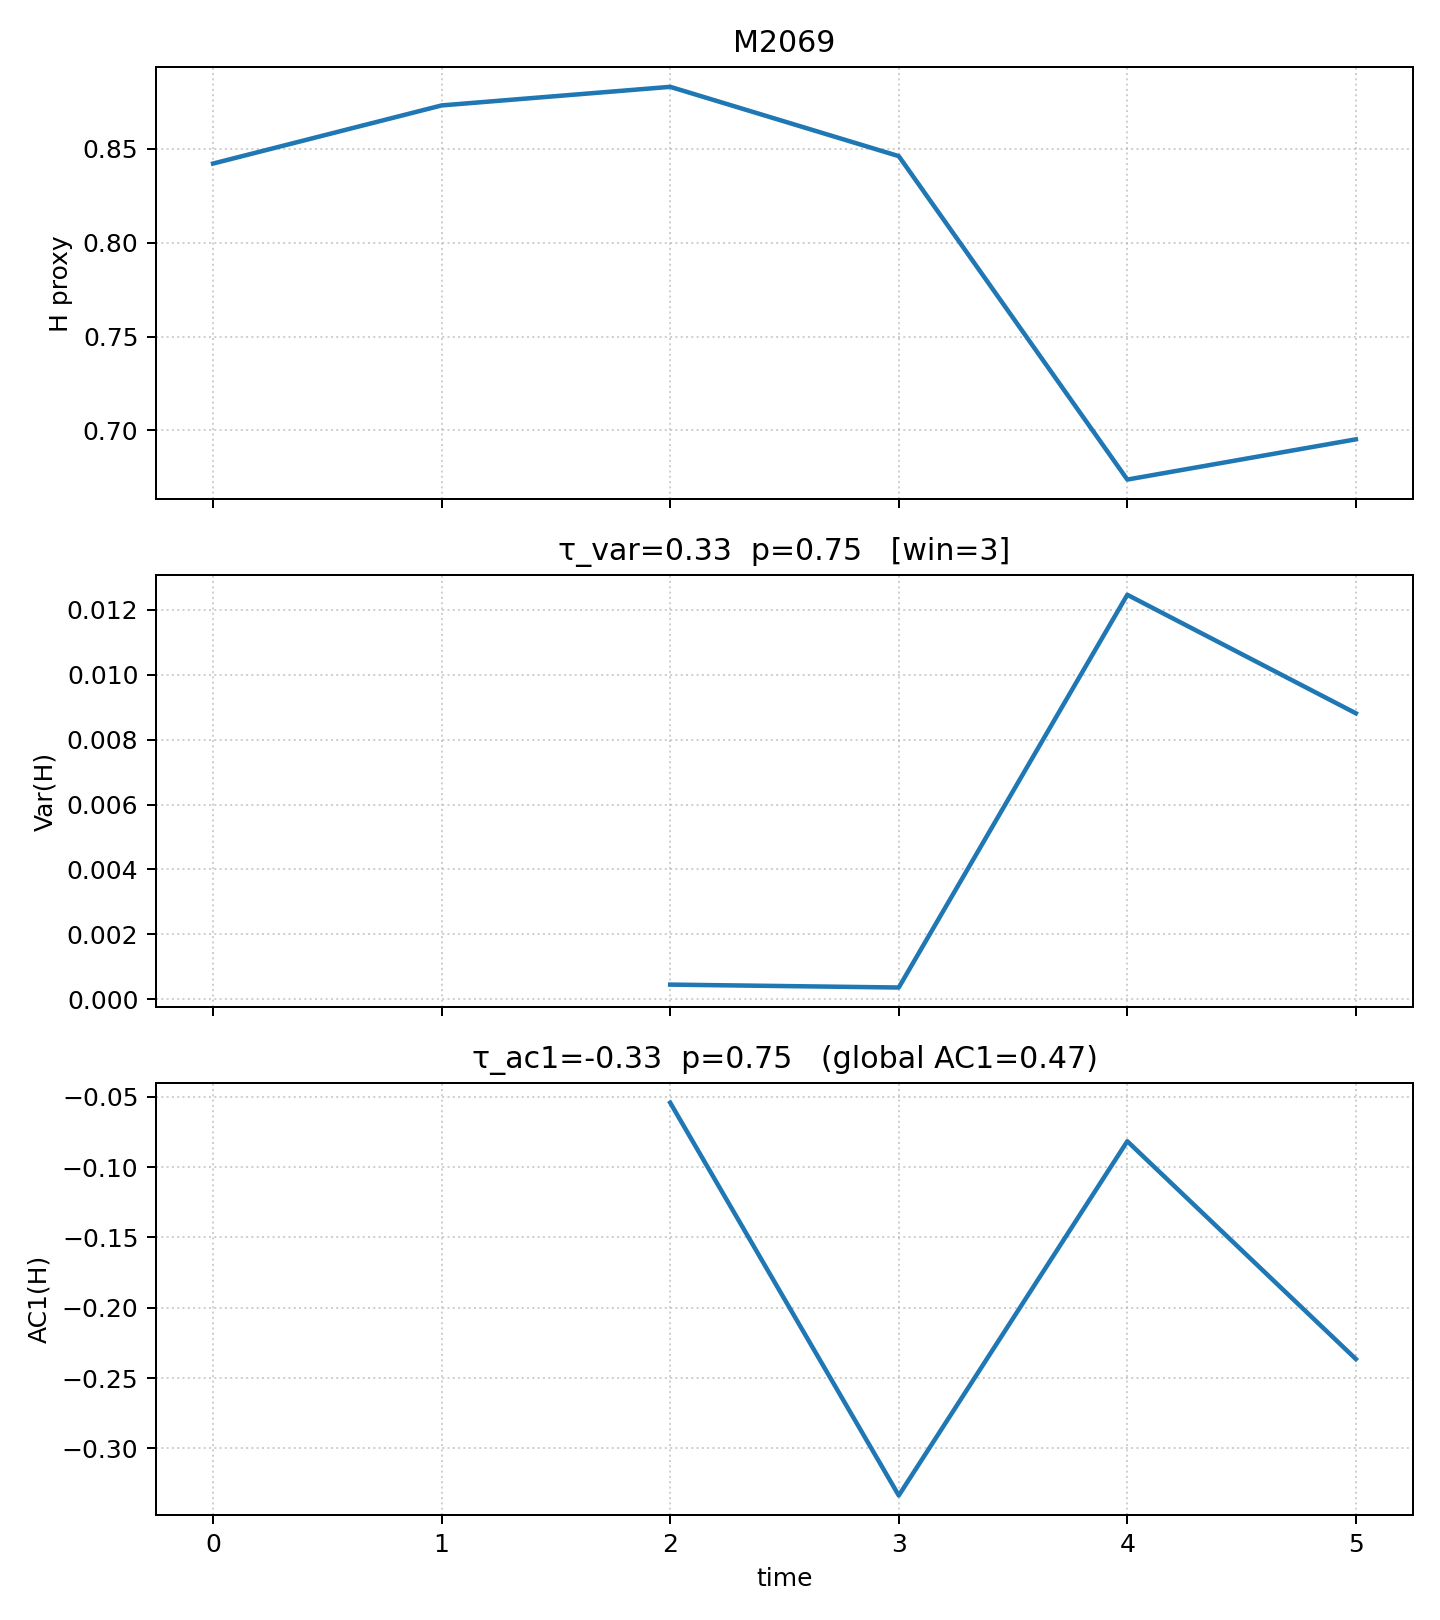 M2069
0.85
0.80
0.75
0.70
H proxy
τ_var=0.33  p=0.75   [win=3]
0.012
0.010
0.008
0.006
0.004
0.002
0.000
Var(H)
τ_ac1=-0.33  p=0.75   (global AC1=0.47)
−0.05
−0.10
−0.15
−0.20
−0.25
−0.30
AC1(H)
0 1 2 3 4 5
time